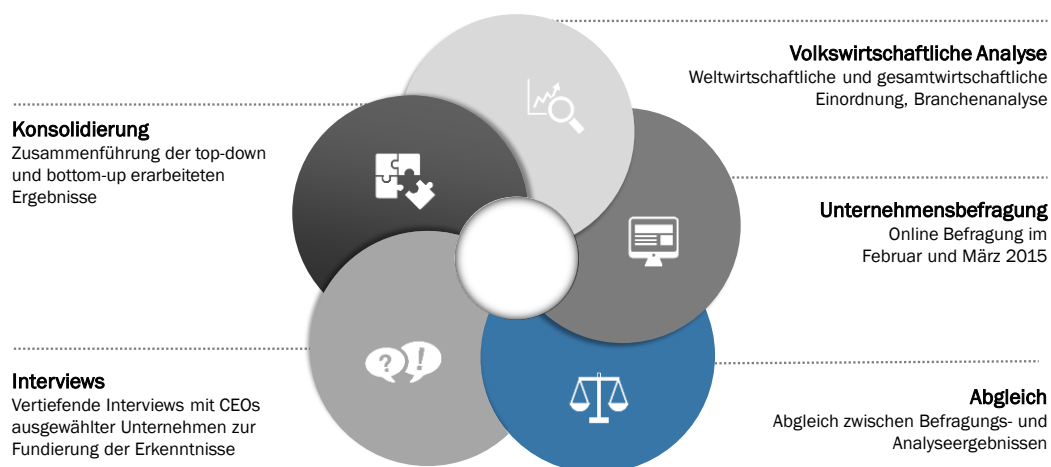 Volkswirtschaftliche Analyse
Weltwirtschaftliche und gesamtwirtschaftliche
Einordnung, Branchenanalyse
Unternehmensbefragung
Online Befragung im
Februar und März 2015
Abgleich
Abgleich zwischen Befragungs- und
Analyseergebnissen
Interviews
Vertiefende Interviews mit CEOs
ausgewählter Unternehmen zur
Fundierung der Erkenntnisse
Konsolidierung
Zusammenführung der top-down
und bottom-up erarbeiteten
Ergebnisse
? !